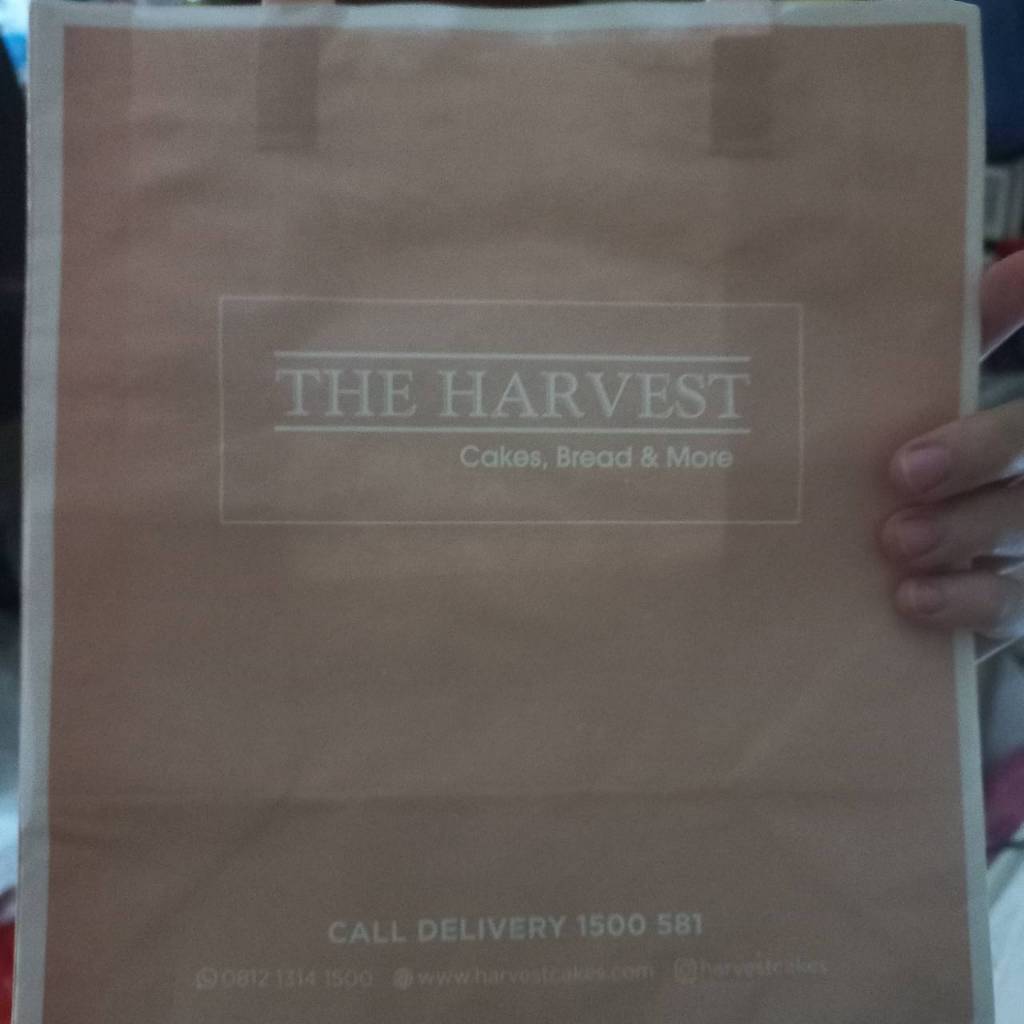 THE HARVEST
Cakes, Bread & More
CALL DELIVERY 1500 581
0812 1314 1500 www.harvestcakes.com harvestcakes